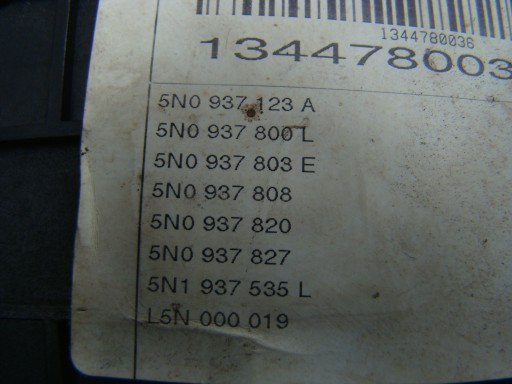 1344780036
134478003
5N0 937 123 A
5N0 937 800 L
5N0 937 803 E
5N0 937 808
5N0 937 820
5N0 937 827
5N1 937 535 L
L5N 000 019